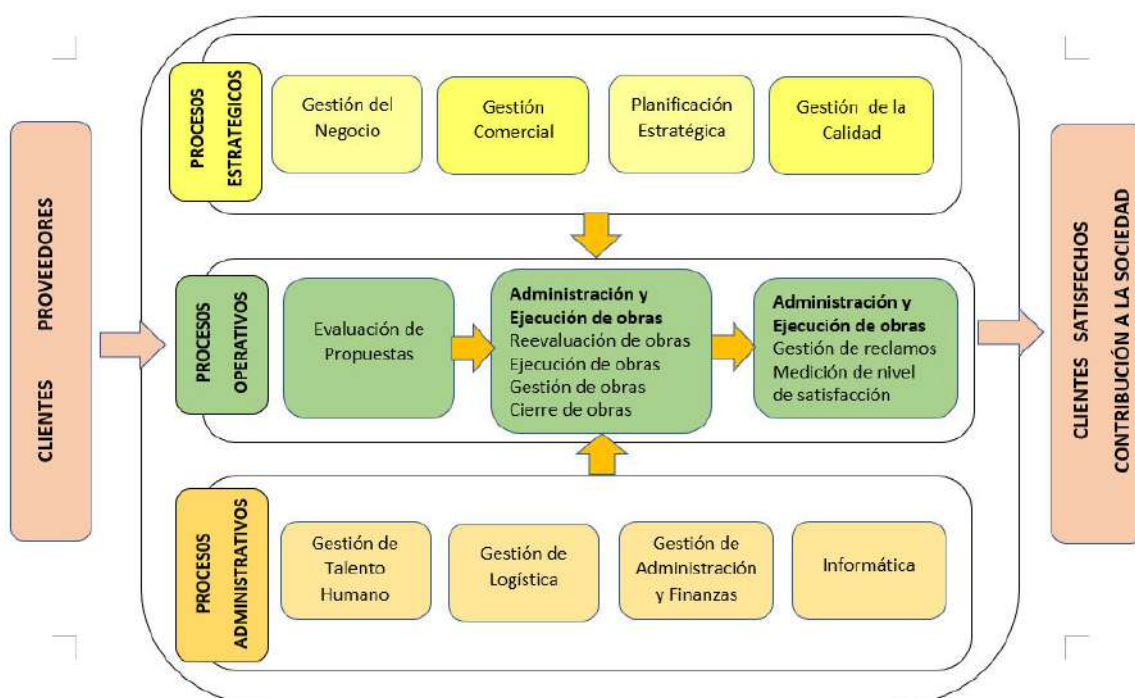 PROCESOS
ESTRATEGICOS
Gestión del
Negocio
Gestión
Comercial
Planificación
Estratégica
Gestión de la
Calidad
CLIENTES PROVEEDORES
PROCESOS
OPERATIVOS
Evaluación de
Propuestas
Administración y
Ejecución de obras
Reevaluación de obras
Ejecución de obras
Gestión de obras
Cierre de obras
Administración y
Ejecución de obras
Gestión de reclamos
Medición de nivel
de satisfacción
CLIENTES SATISFECHOS
CONTRIBUCIÓN A LA SOCIEDAD
PROCESOS
ADMINISTRATIVOS
Gestión de
Talento
Humano
Gestión de
Logística
Gestión de
Administración
y Finanzas
Informática